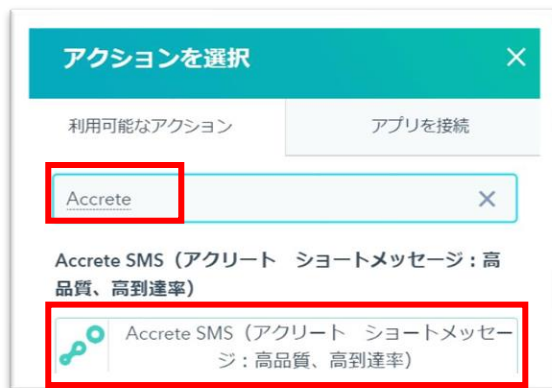 アクションを選択
利用可能なアクション アプリを接続
Accrete
Accrete SMS（アクリート　ショートメッセージ：高
品質、高到達率）
Accrete SMS（アクリート　ショートメッセー
ジ：高品質、高到達率）